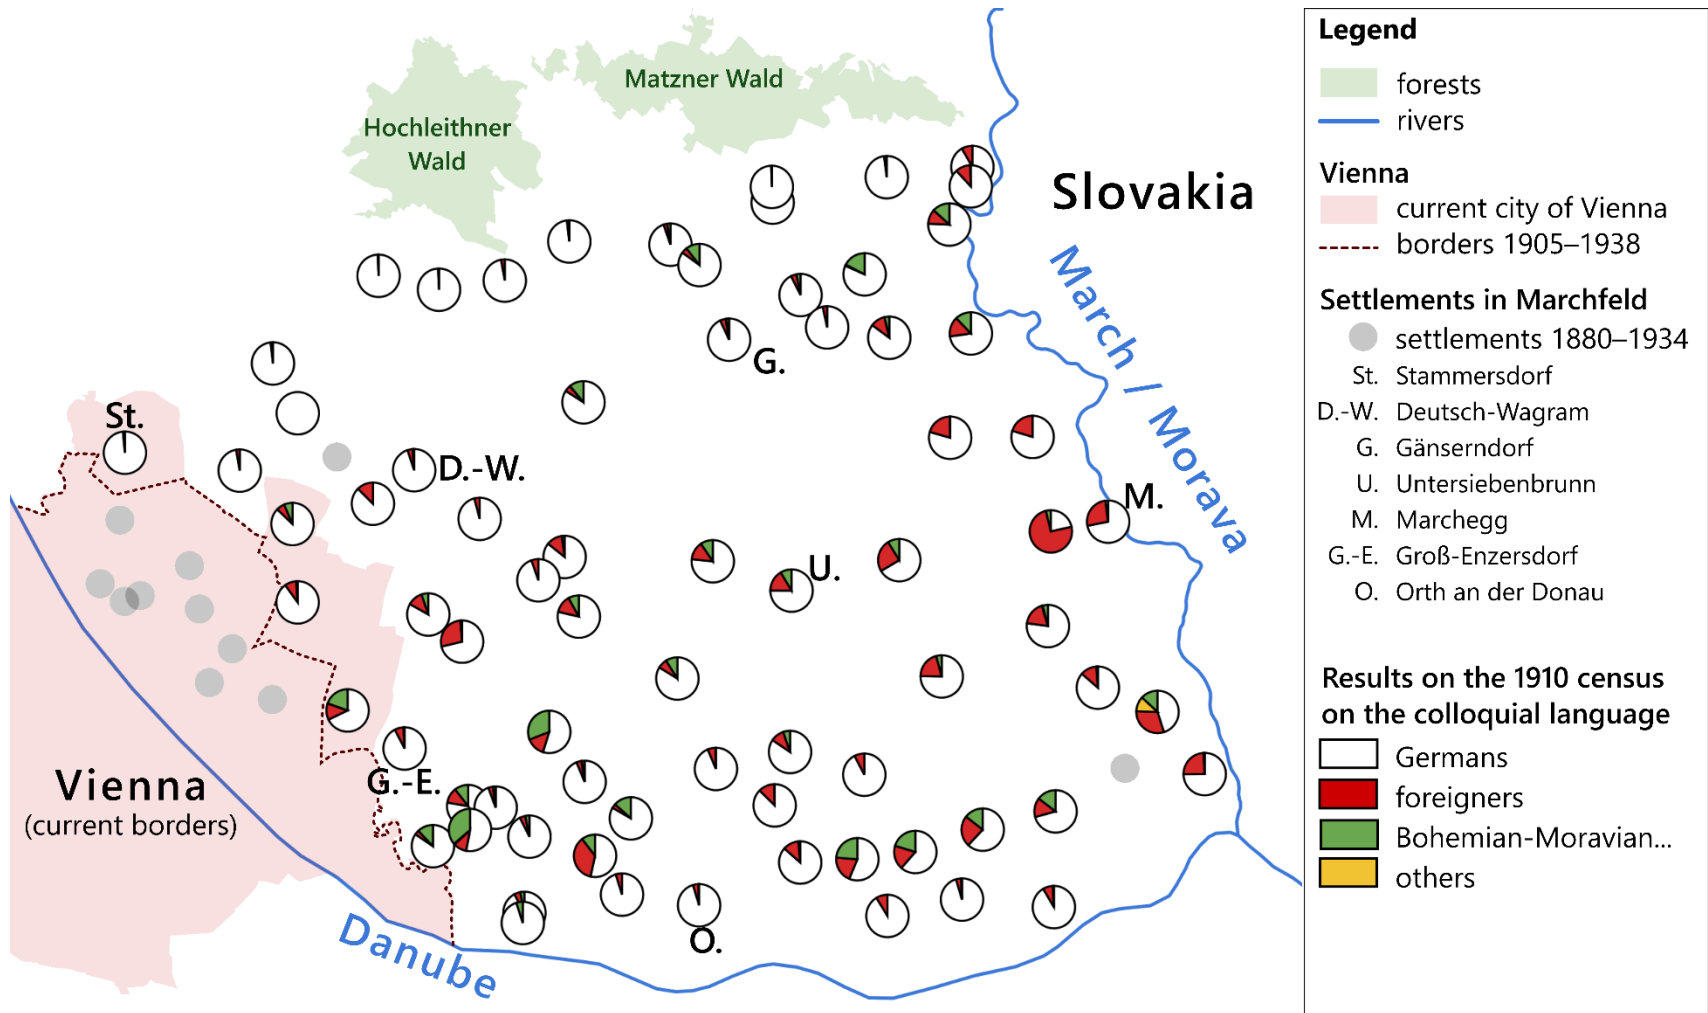 Matzner Wald
Hochleithner
Wald
Slovakia
March / Morava
G.
St.
D.-W.
M.
U.
G.-E.
Vienna
(current borders)
O.
Danube
Legend
forests
rivers
Vienna
current city of Vienna
borders 1905–1938
Settlements in Marchfeld
settlements 1880–1934
St. Stammersdorf
D.-W. Deutsch-Wagram
G. Gänserndorf
U. Untersiebenbrunn
M. Marchegg
G.-E. Groß-Enzersdorf
O. Orth an der Donau
Results on the 1910 census
on the colloquial language
Germans
foreigners
Bohemian-Moravian...
others